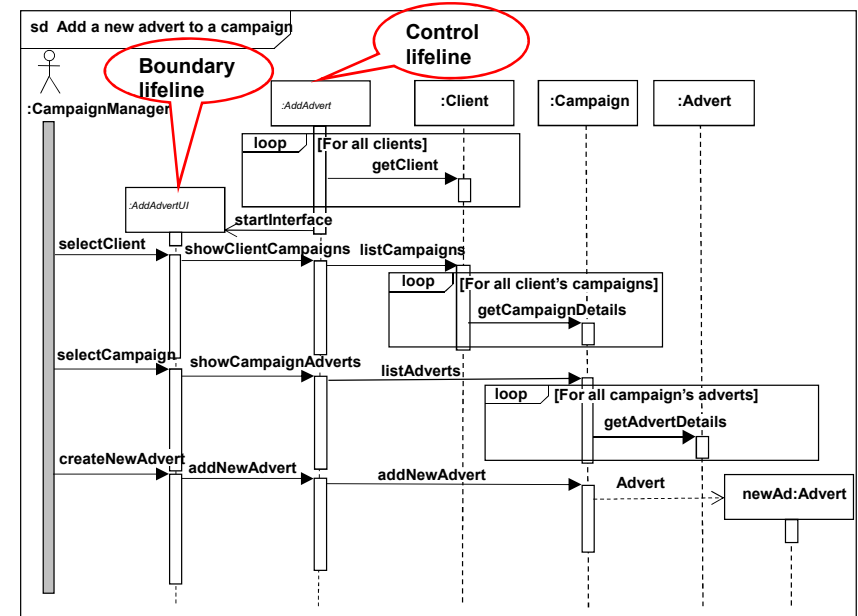 sd Add a new advert to a campaign
Control
lifeline
Boundary
lifeline
:CampaignManager
:AddAdvert
:Client
:Campaign
:Advert
loop
[For all clients]
getClient
:AddAdvertUI
startInterface
selectClient
showClientCampaigns
listCampaigns
loop
[For all client's campaigns]
getCampaignDetails
selectCampaign
showCampaignAdverts
listAdverts
loop
[For all campaign's adverts]
getAdvertDetails
createNewAdvert
addNewAdvert
addNewAdvert
Advert
newAd:Advert